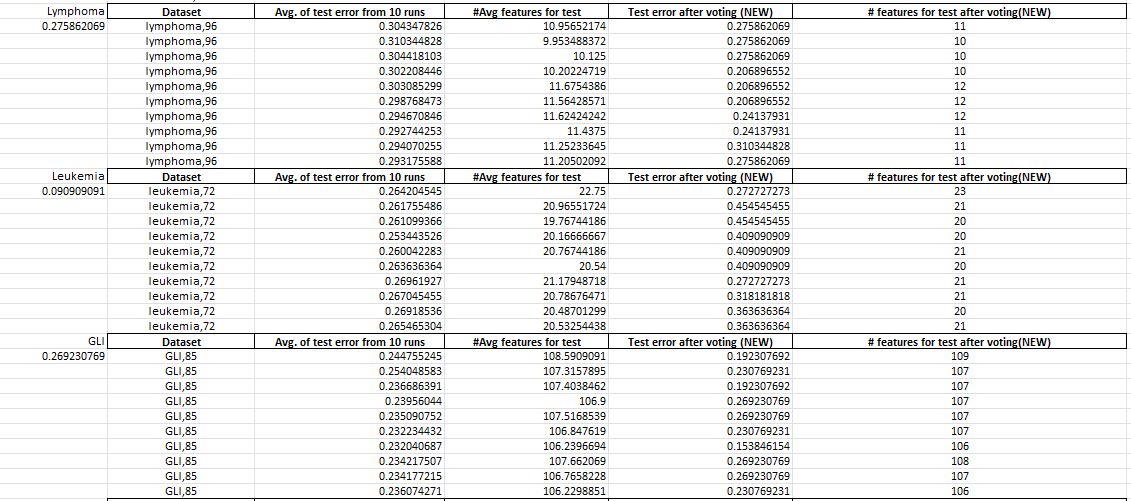 Lymphoma Dataset Avg. of test error from 10 runs #Avg features for test Test error after voting (NEW) # features for test after voting(NEW)
0.275862069 lymphoma,96 0.304347826 10.95652174 0.275862069 11
lymphoma,96 0.310344828 9.953488372 0.275862069 10
lymphoma,96 0.304418103 10.125 0.275862069 10
lymphoma,96 0.302208446 10.20224719 0.206896552 10
lymphoma,96 0.303085299 11.6754386 0.206896552 12
lymphoma,96 0.298768473 11.56428571 0.206896552 12
lymphoma,96 0.294670846 11.62424242 0.24137931 12
lymphoma,96 0.292744253 11.4375 0.24137931 11
lymphoma,96 0.294070255 11.25233645 0.310344828 11
lymphoma,96 0.293175588 11.20502092 0.275862069 11
Leukemia Dataset Avg. of test error from 10 runs #Avg features for test Test error after voting (NEW) # features for test after voting(NEW)
0.090909091 leukemia,72 0.264204545 22.75 0.272727273 23
leukemia,72 0.261755486 20.96551724 0.454545455 21
leukemia,72 0.261099366 19.76744186 0.454545455 20
leukemia,72 0.253443526 20.16666667 0.409090909 20
leukemia,72 0.260042283 20.76744186 0.409090909 21
leukemia,72 0.263636364 20.54 0.409090909 20
leukemia,72 0.26961927 21.17948718 0.272727273 21
leukemia,72 0.267045455 20.78676471 0.318181818 21
leukemia,72 0.26918536 20.48701299 0.363636364 20
leukemia,72 0.265465304 20.53254438 0.363636364 21
GLI Dataset Avg. of test error from 10 runs #Avg features for test Test error after voting (NEW) # features for test after voting(NEW)
0.269230769 GLI,85 0.244755245 108.5909091 0.192307692 109
GLI,85 0.254048583 107.3157895 0.230769231 107
GLI,85 0.236686391 107.4038462 0.192307692 107
GLI,85 0.23956044 106.9 0.269230769 107
GLI,85 0.235090752 107.5168539 0.269230769 107
GLI,85 0.232234432 106.847619 0.230769231 107
GLI,85 0.232040687 106.2396694 0.153846154 106
GLI,85 0.234217507 107.662069 0.269230769 108
GLI,85 0.234177215 106.7658228 0.269230769 107
GLI,85 0.236074271 106.2298851 0.230769231 106